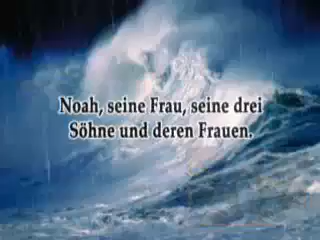 Noah, seine Frau, seine drei
Söhne und deren Frauen.